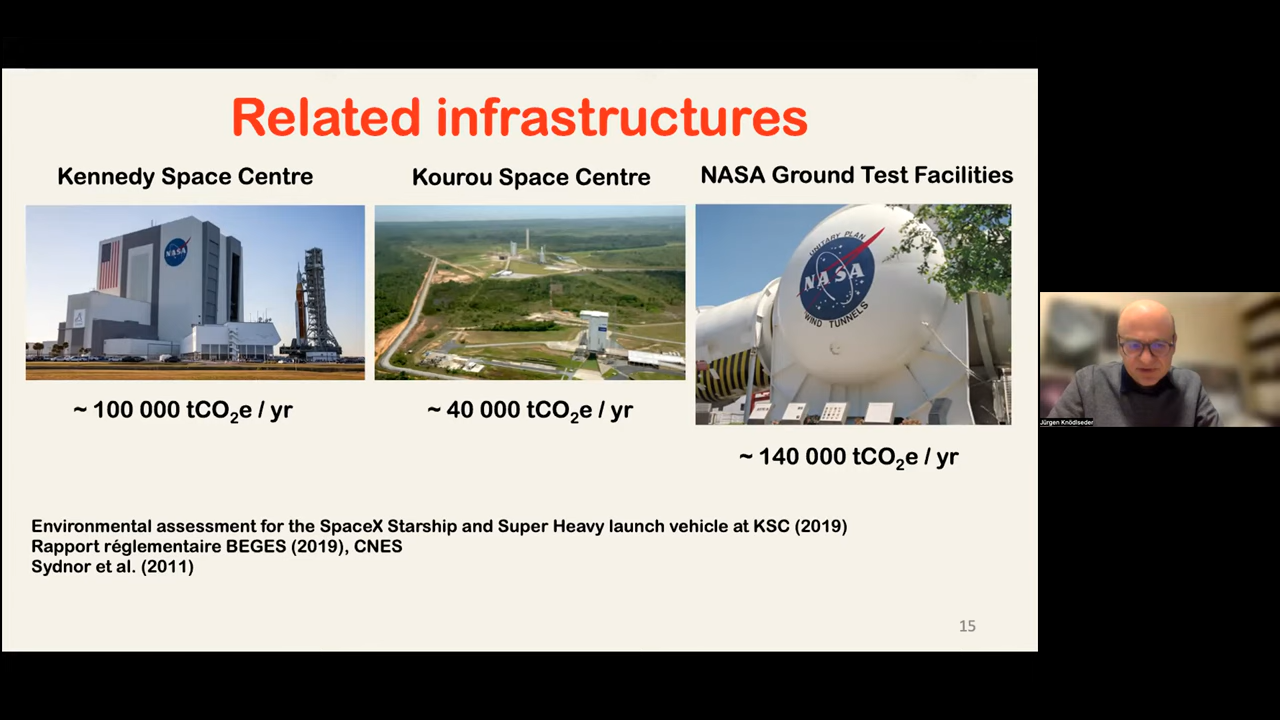 Related infrastructures
Kennedy Space Centre
Kourou Space Centre
NASA Ground Test Facilities
NASA
UNITARY PLAN
NASA
WIND TUNNELS
~ 100 000 tCO₂e / yr
~ 40 000 tCO₂e / yr
~ 140 000 tCO₂e / yr
Environmental assessment for the SpaceX Starship and Super Heavy launch vehicle at KSC (2019)
Rapport réglementaire BEGES (2019), CNES
Sydnor et al. (2011)
15
Jürgen Knödlseder